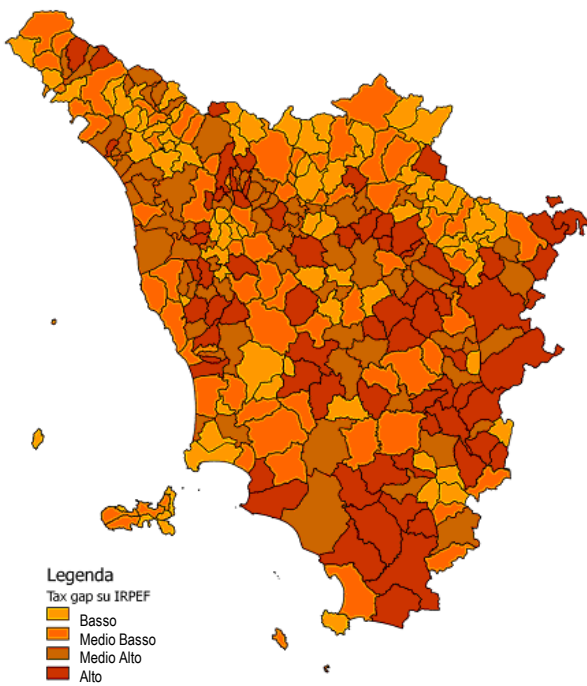 Legenda
Tax gap su IRPEF
Basso
Medio Basso
Medio Alto
Alto